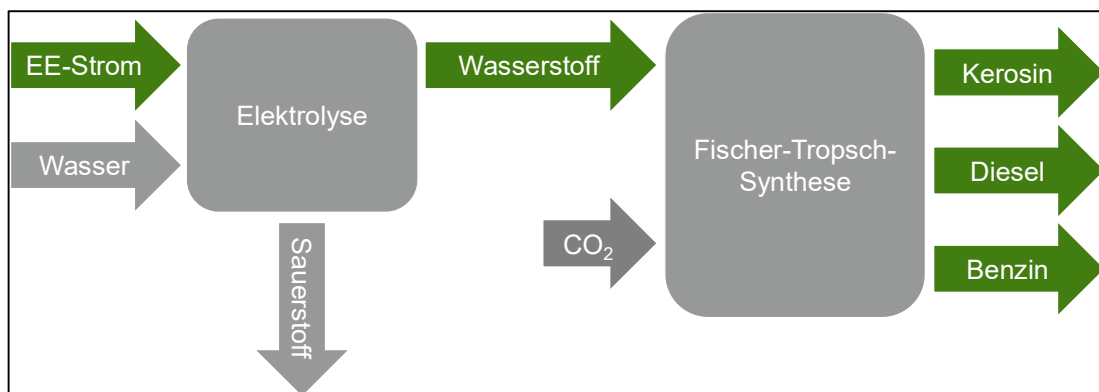 EE-Strom
Wasser
Elektrolyse
Sauerstoff
Wasserstoff
CO₂
Fischer-Tropsch-
Synthese
Kerosin
Diesel
Benzin